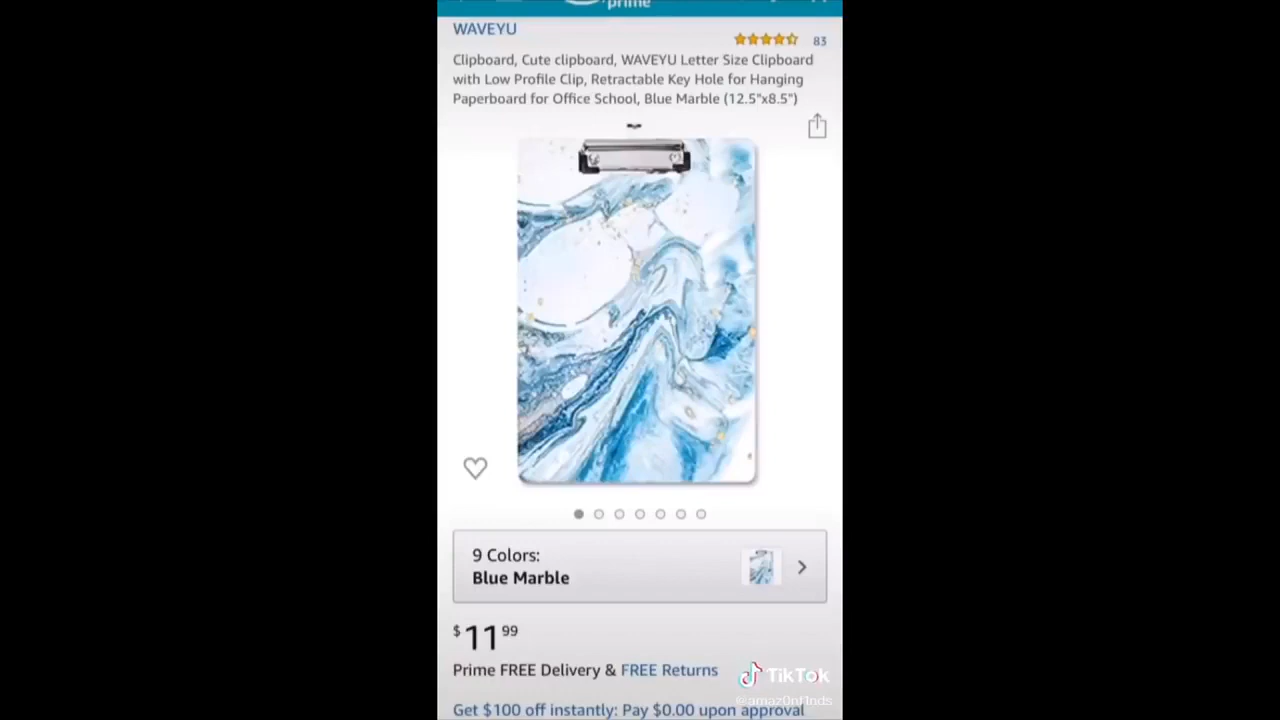 prime
WAVEYU
83
Clipboard, Cute clipboard, WAVEYU Letter Size Clipboard
with Low Profile Clip, Retractable Key Hole for Hanging
Paperboard for Office School, Blue Marble (12.5"x8.5")
9 Colors:
Blue Marble
$11 99
Prime FREE Delivery & FREE Returns
TikTok
@amaz0nf1nds
Get $100 off instantly: Pay $0.00 upon approval